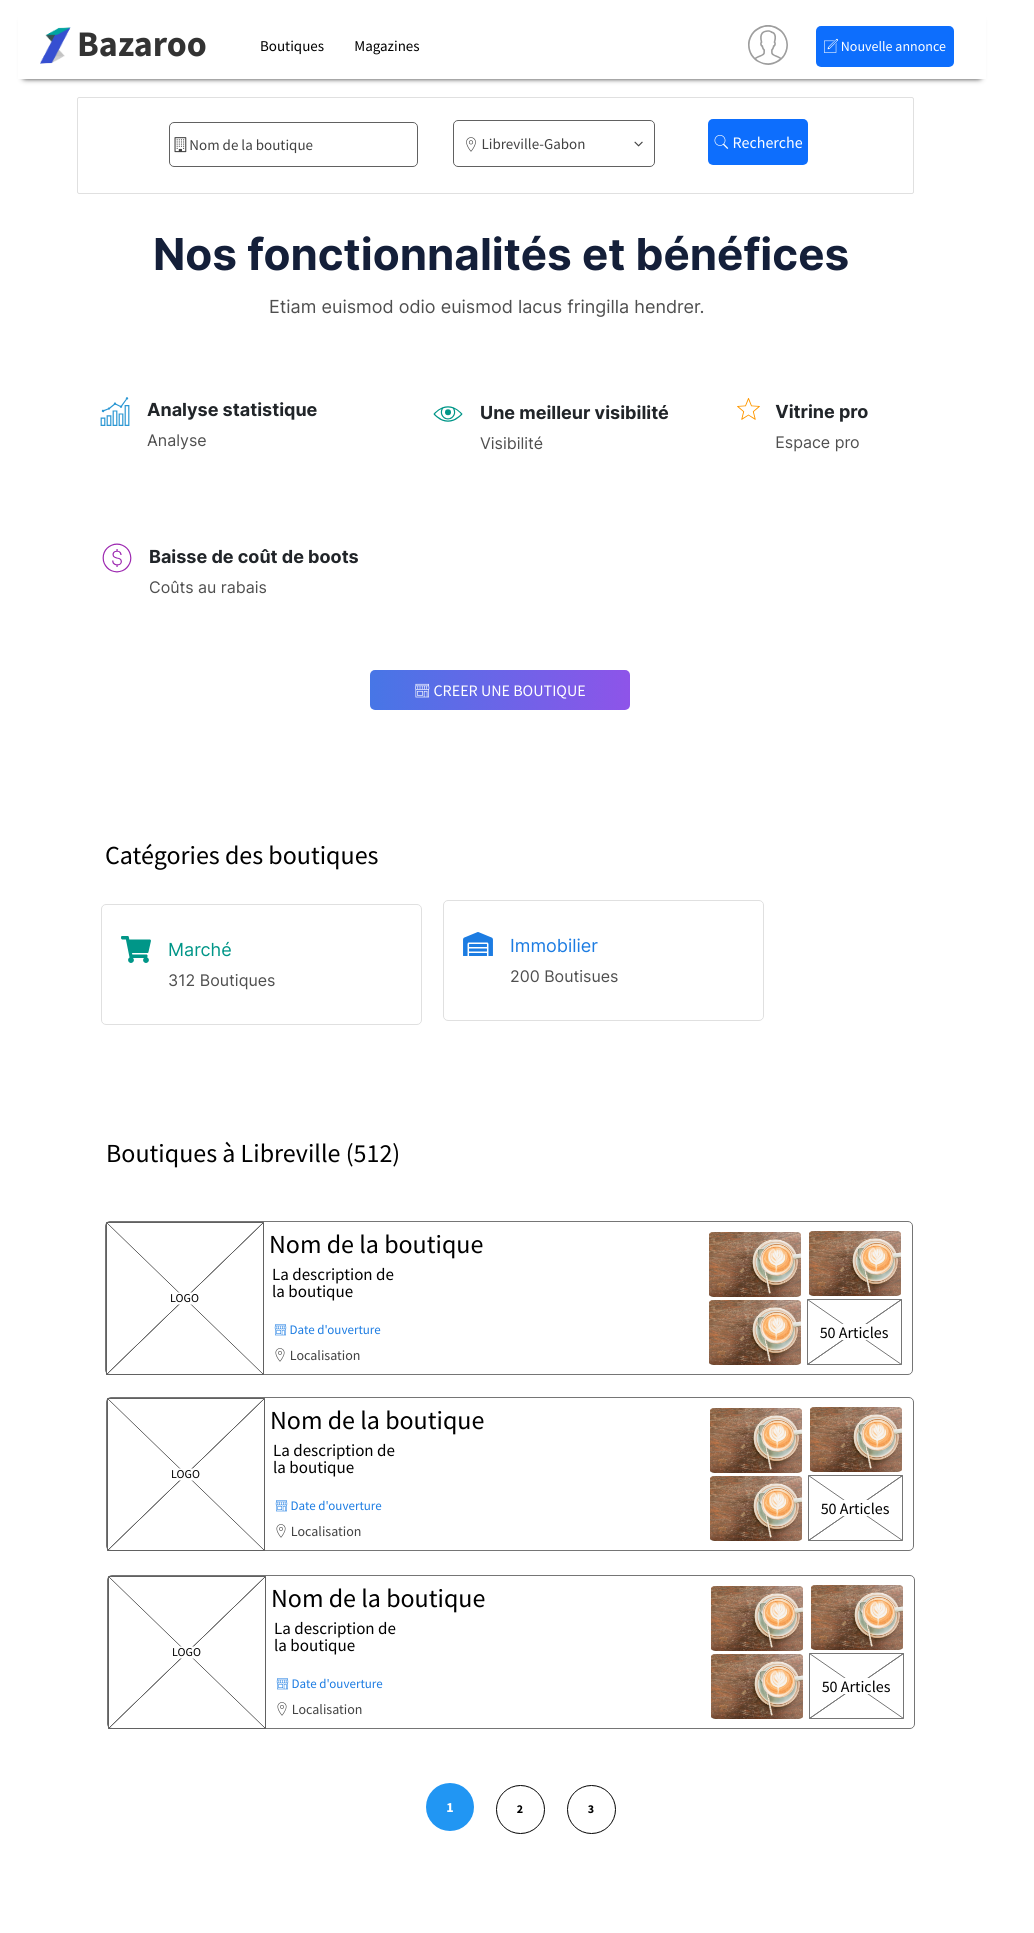 Bazaroo
Boutiques
Magazines
Nouvelle annonce
Nom de la boutique
Libreville-Gabon
Recherche
Nos fonctionnalités et bénéfices
Etiam euismod odio euismod lacus fringilla hendrer.
Analyse statistique
Analyse
Une meilleur visibilité
Visibilité
Vitrine pro
Espace pro
Baisse de coût de boots
Coûts au rabais
CREER UNE BOUTIQUE
Catégories des boutiques
Marché
312 Boutiques
Immobilier
200 Boutisues
Boutiques à Libreville (512)
LOGO
Nom de la boutique
La description de
la boutique
Date d'ouverture
Localisation
50 Articles
LOGO
Nom de la boutique
La description de
la boutique
Date d'ouverture
Localisation
50 Articles
LOGO
Nom de la boutique
La description de
la boutique
Date d'ouverture
Localisation
50 Articles
1
2
3